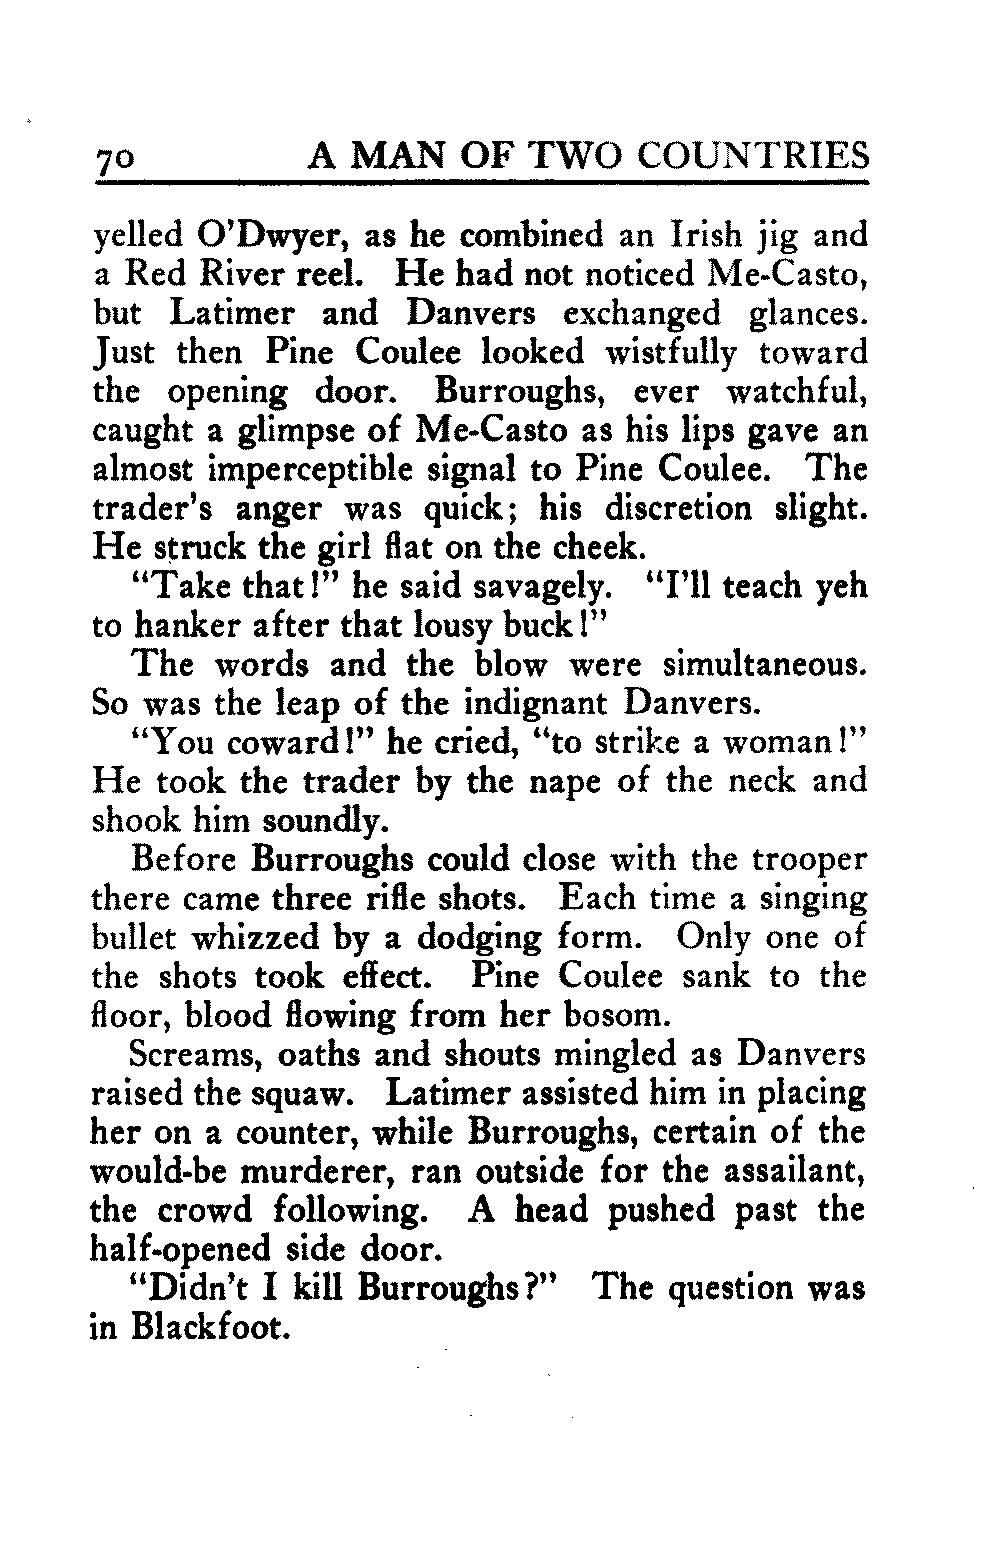 70 A MAN OF TWO COUNTRIES
yelled O'Dwyer, as he combined an Irish jig and
a Red River reel. He had not noticed Me-Casto,
but Latimer and Danvers exchanged glances.
Just then Pine Coulee looked wistfully toward
the opening door. Burroughs, ever watchful,
caught a glimpse of Me-Casto as his lips gave an
almost imperceptible signal to Pine Coulee. The
trader's anger was quick; his discretion slight.
He struck the girl flat on the cheek.
"Take that!" he said savagely. "I'll teach yeh
to hanker after that lousy buck!"
The words and the blow were simultaneous.
So was the leap of the indignant Danvers.
"You coward!" he cried, "to strike a woman!"
He took the trader by the nape of the neck and
shook him soundly.
Before Burroughs could close with the trooper
there came three rifle shots. Each time a singing
bullet whizzed by a dodging form. Only one of
the shots took effect. Pine Coulee sank to the
floor, blood flowing from her bosom.
Screams, oaths and shouts mingled as Danvers
raised the squaw. Latimer assisted him in placing
her on a counter, while Burroughs, certain of the
would-be murderer, ran outside for the assailant,
the crowd following. A head pushed past the
half-opened side door.
"Didn't I kill Burroughs?" The question was
in Blackfoot.